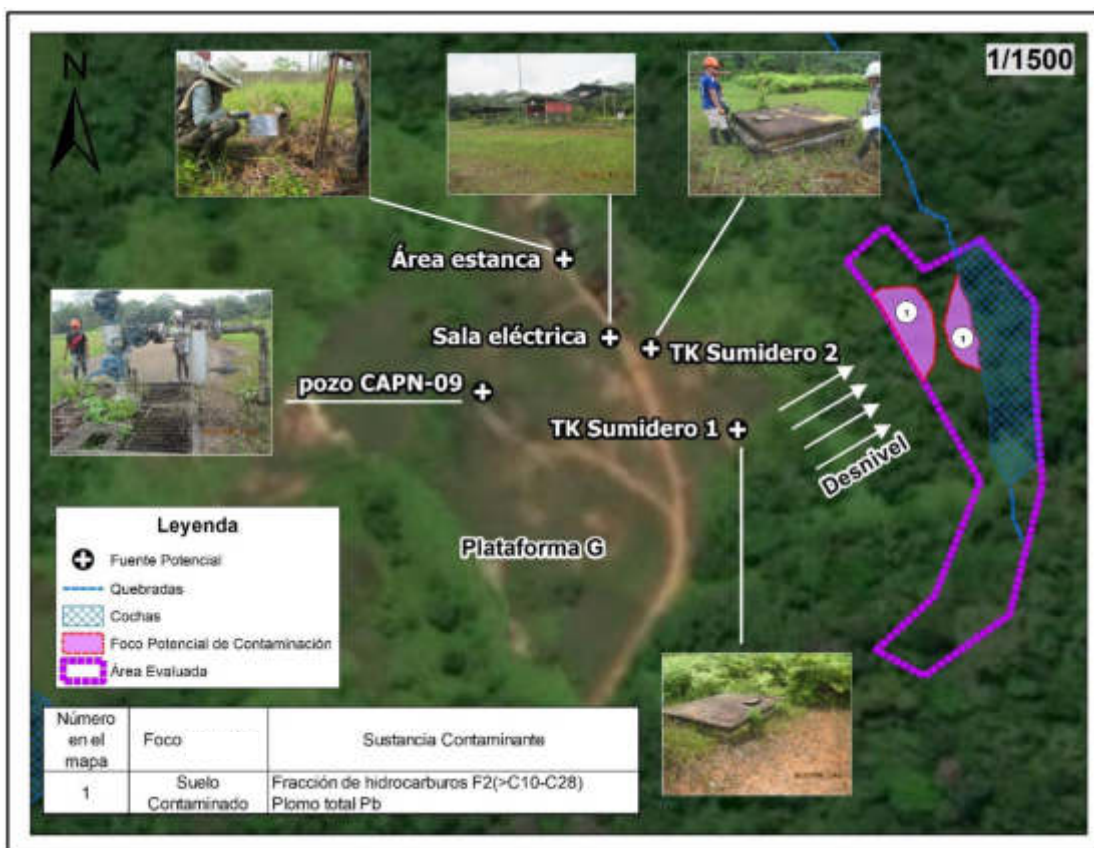 N
1/1500
Área estanca
Sala eléctrica
TK Sumidero 2
pozo CAPN-09
TK Sumidero 1
Desnivel
Plataforma G
1
1
Leyenda
Fuente Potencial
Quebradas
Cochas
Foco Potencial de Contaminación
Área Evaluada
Número en el mapa Foco Sustancia Contaminante
1 Suelo Contaminado Fracción de hidrocarburos F2(>C10-C28)
Plomo total Pb